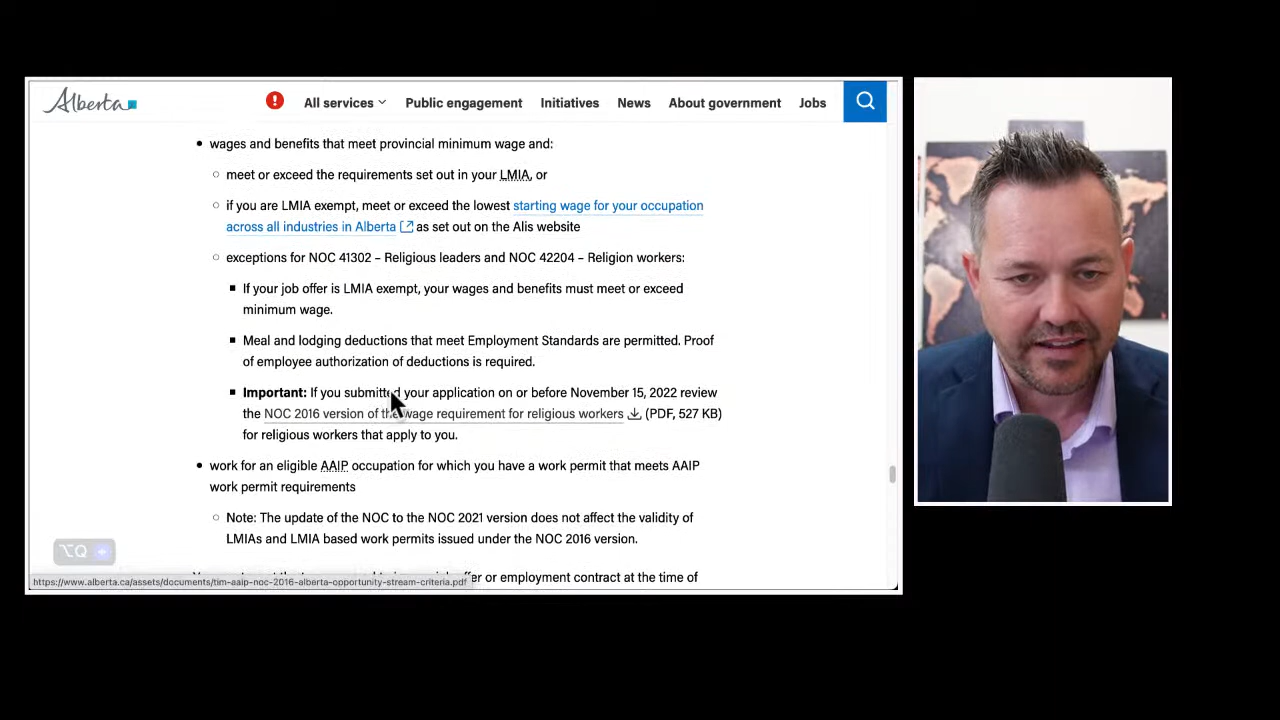 Alberta
All services
Public engagement
Initiatives
News
About government
Jobs
wages and benefits that meet provincial minimum wage and:
meet or exceed the requirements set out in your LMIA, or
if you are LMIA exempt, meet or exceed the lowest starting wage for your occupation
across all industries in Alberta as set out on the Alis website
exceptions for NOC 41302 – Religious leaders and NOC 42204 – Religion workers:
If your job offer is LMIA exempt, your wages and benefits must meet or exceed
minimum wage.
Meal and lodging deductions that meet Employment Standards are permitted. Proof
of employee authorization of deductions is required.
Important: If you submitted your application on or before November 15, 2022 review
the NOC 2016 version of the wage requirement for religious workers (PDF, 527 KB)
for religious workers that apply to you.
work for an eligible AAIP occupation for which you have a work permit that meets AAIP
work permit requirements
Note: The update of the NOC to the NOC 2021 version does not affect the validity of
LMIAs and LMIA based work permits issued under the NOC 2016 version.
⌥Q
offer or employment contract at the time of
https://www.alberta.ca/assets/documents/tim-aaip-noc-2016-alberta-opportunity-stream-criteria.pdf